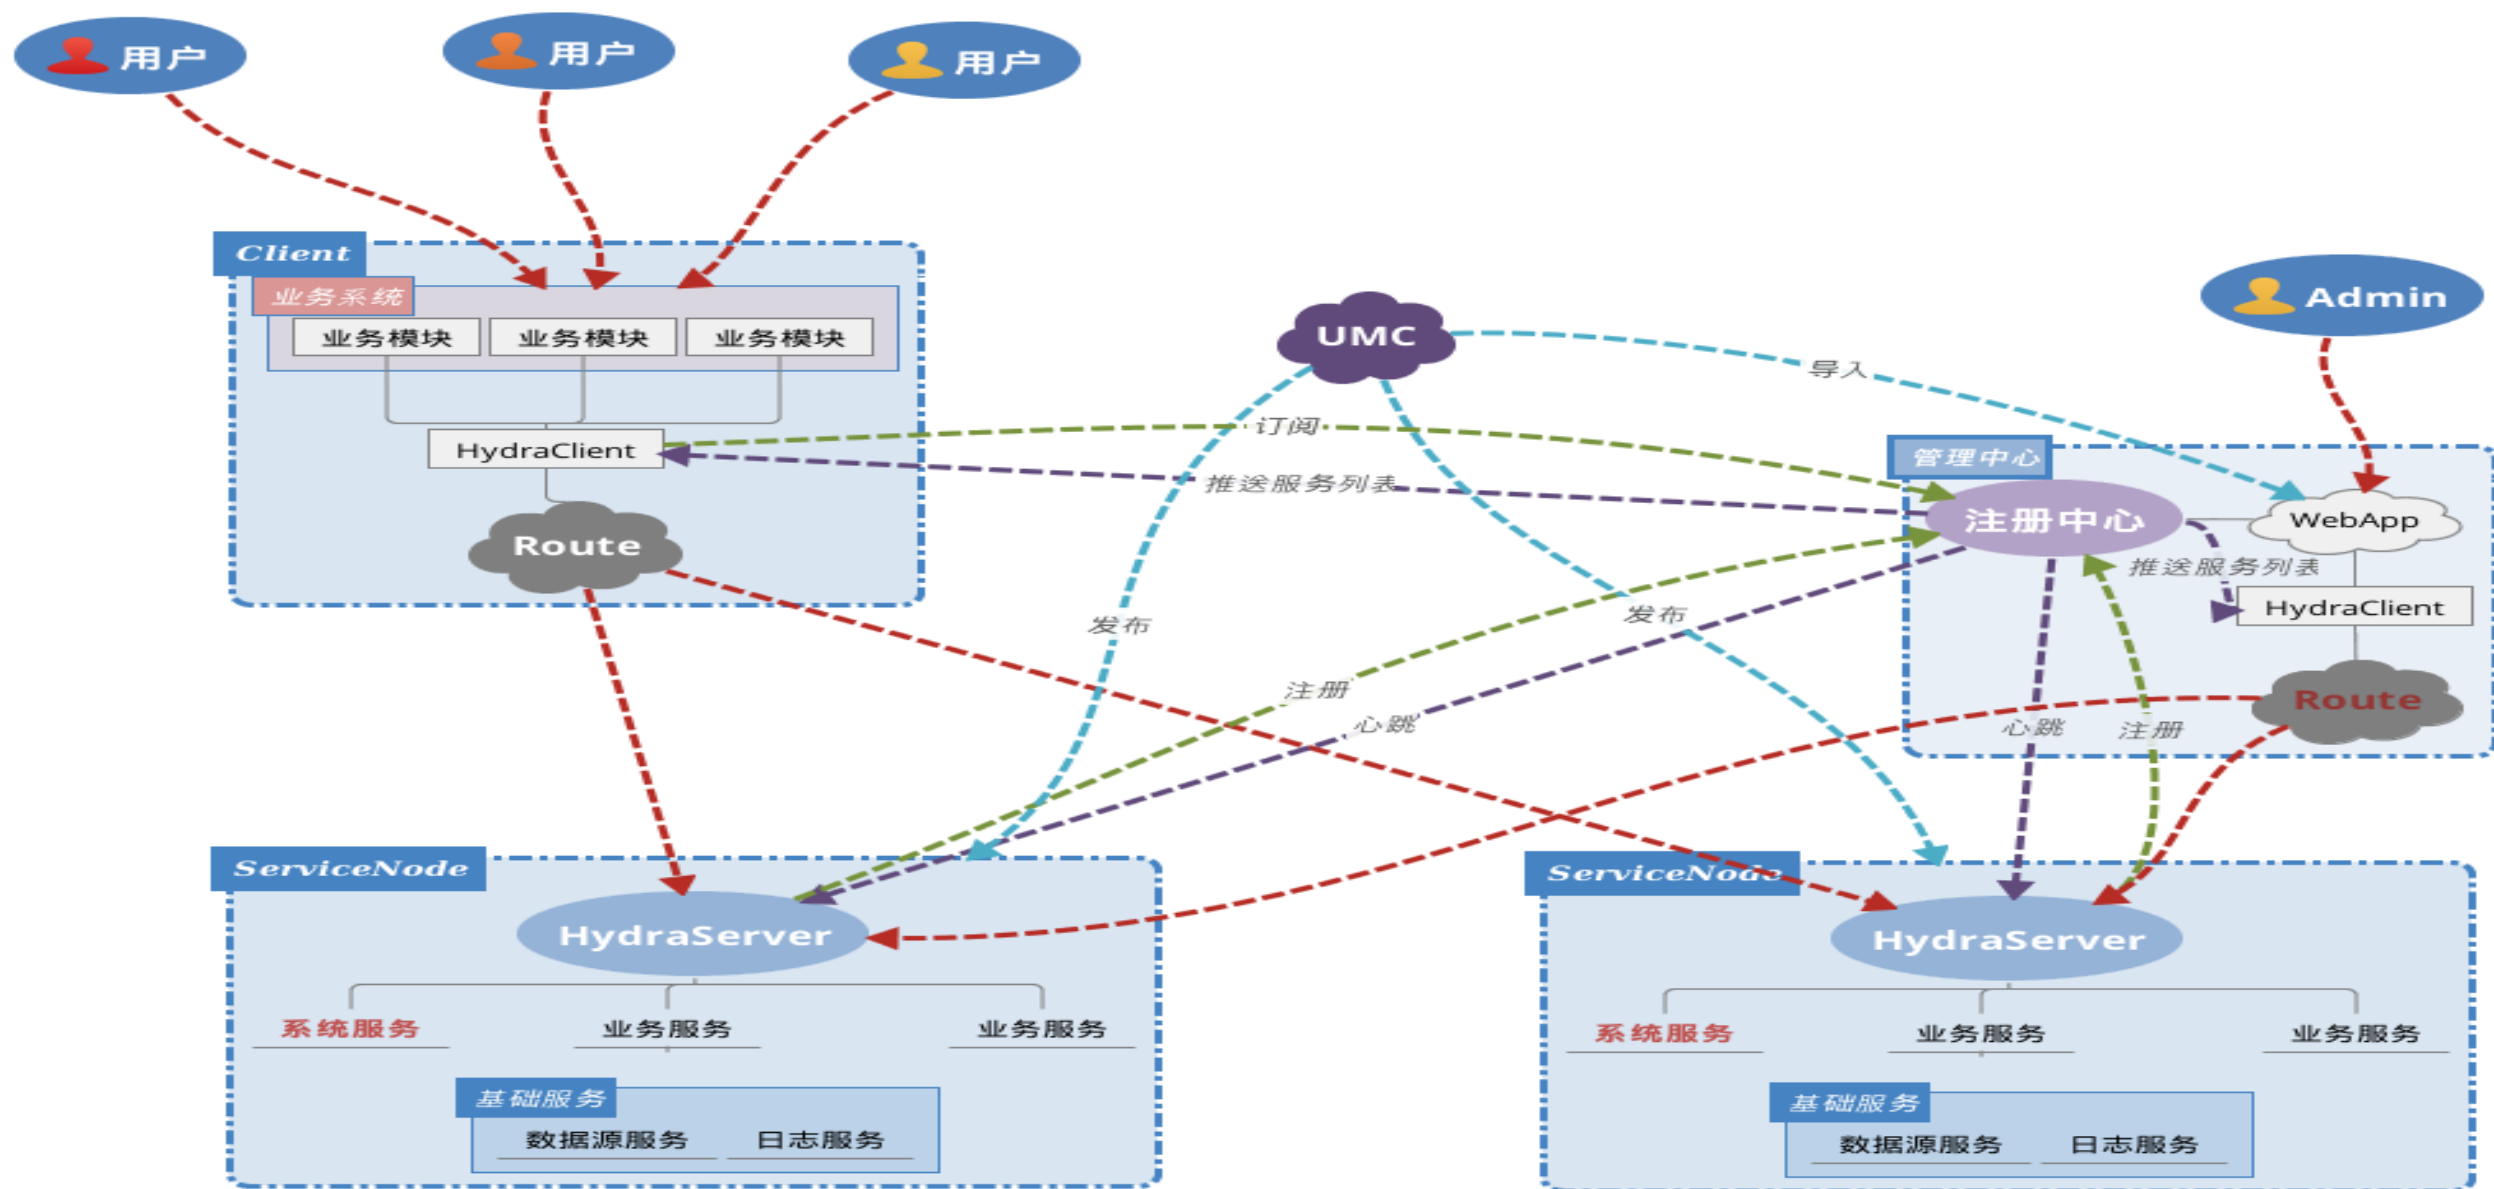 用户
用户
用户
Client
业务系统
业务模块
业务模块
业务模块
HydraClient
Route
UMC
Admin
导入
订阅
推送服务列表
管理中心
注册中心
WebApp
推送服务列表
HydraClient
Route
发布
发布
注册
心跳
心跳
注册
ServiceNode
HydraServer
系统服务
业务服务
业务服务
基础服务
数据源服务
日志服务
ServiceNode
HydraServer
系统服务
业务服务
业务服务
基础服务
数据源服务
日志服务